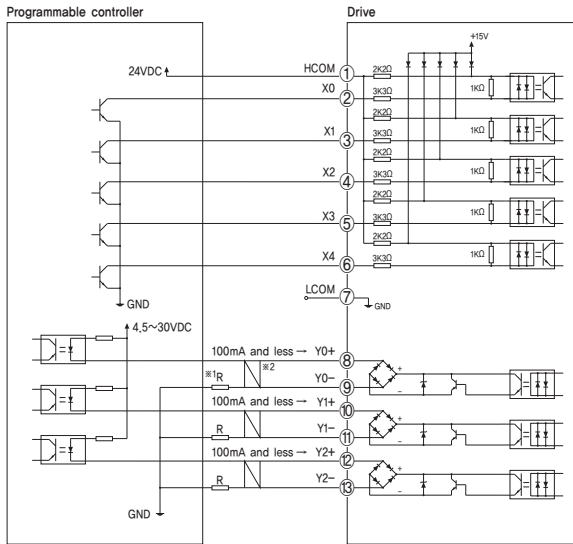 Programmable controller
Drive
+15V
24VDC
HCOM
1
2K2Ω
1KΩ
X0
2
3K3Ω
2K2Ω
1KΩ
X1
3
3K3Ω
2K2Ω
1KΩ
X2
4
3K3Ω
2K2Ω
1KΩ
X3
5
3K3Ω
2K2Ω
1KΩ
X4
6
3K3Ω
LCOM
7
GND
GND
4.5~30VDC
100mA and less → Y0+
8
+
※1R
※2
Y0-
9
-
100mA and less → Y1+
10
+
R
Y1-
11
-
100mA and less → Y2+
12
+
R
Y2-
13
-
GND